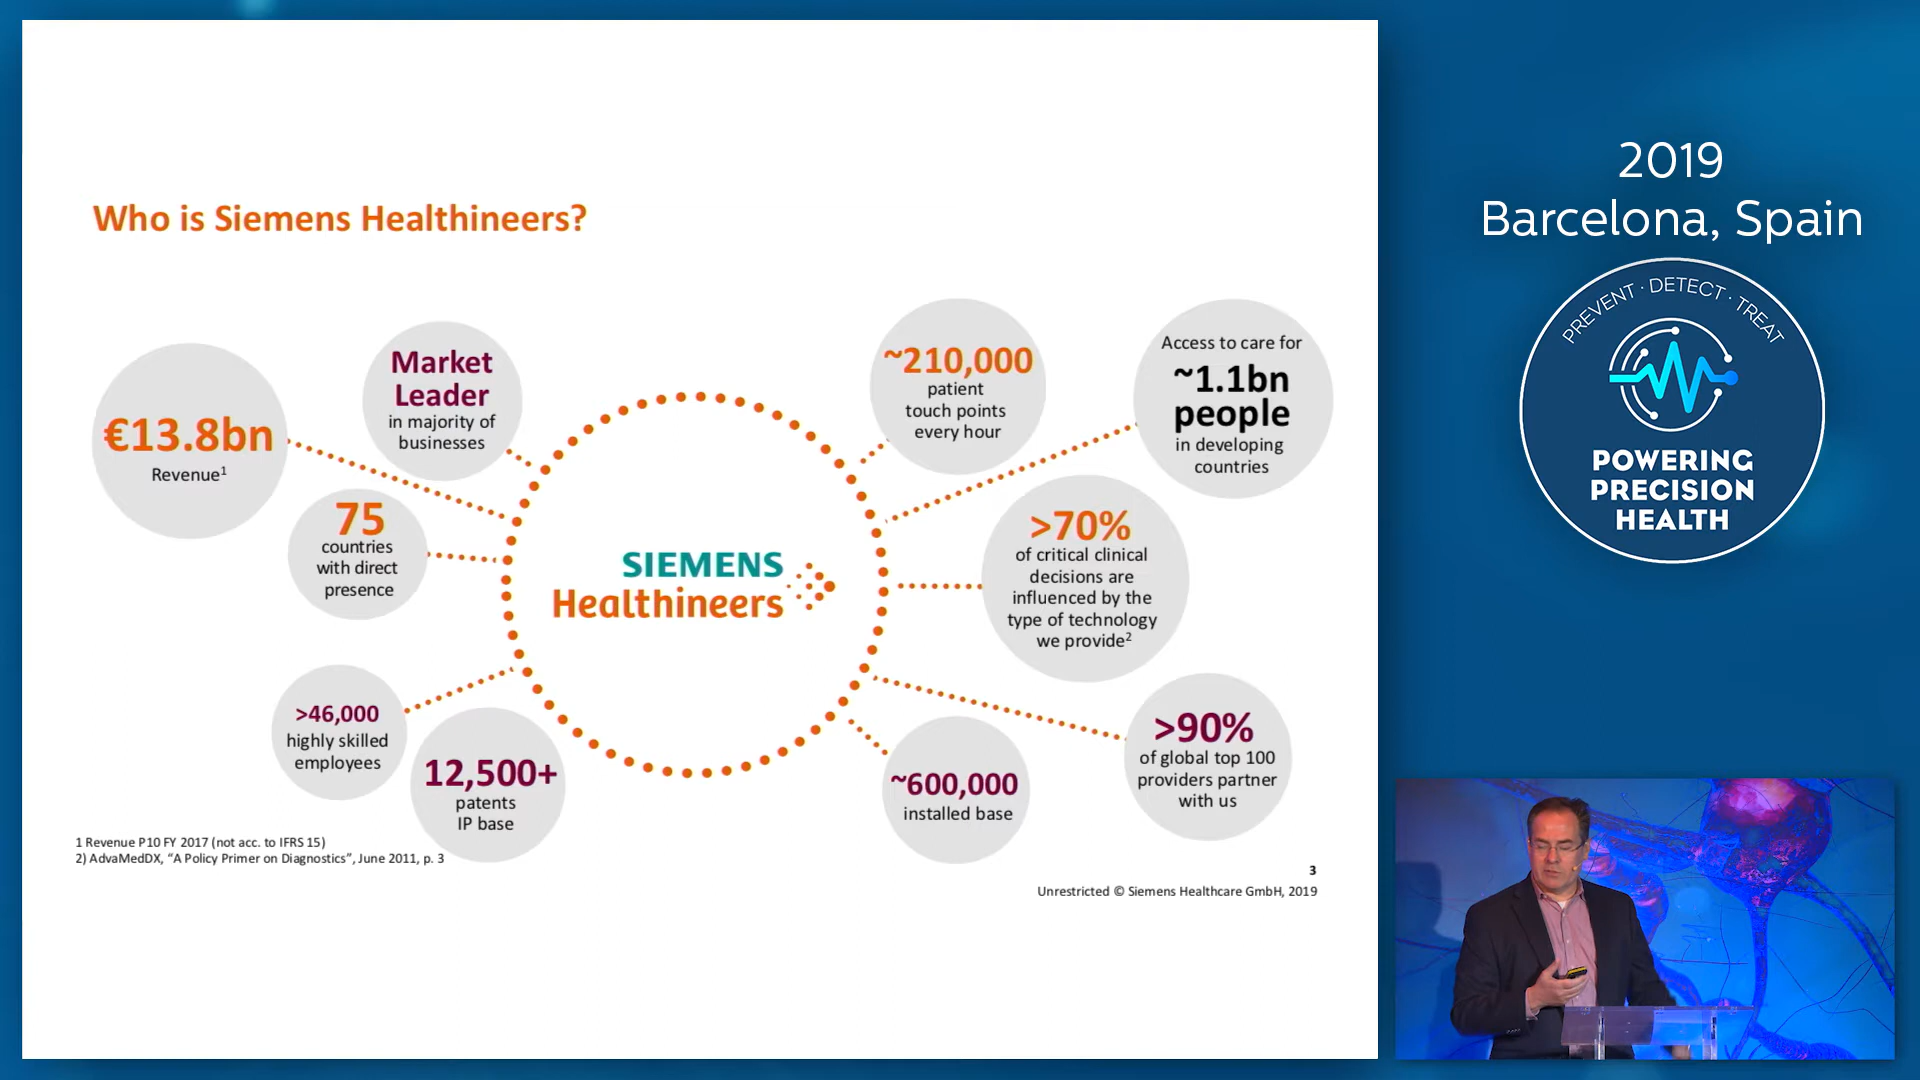 Who is Siemens Healthineers?
€13.8bn
Revenue1
Market
Leader
in majority of
businesses
75
countries
with direct
presence
>46,000
highly skilled
employees
12,500+
patents
IP base
SIEMENS
Healthineers
~210,000
patient
touch points
every hour
Access to care for
~1.1bn
people
in developing
countries
>70%
of critical clinical
decisions are
influenced by the
type of technology
we provide2
>90%
of global top 100
providers partner
with us
~600,000
installed base
1 Revenue P10 FY 2017 (not acc. to IFRS 15)
2) AdvaMedDX, “A Policy Primer on Diagnostics”, June 2011, p. 3
3
Unrestricted © Siemens Healthcare GmbH, 2019
2019
Barcelona, Spain
PREVENT · DETECT · TREAT
POWERING
PRECISION
HEALTH